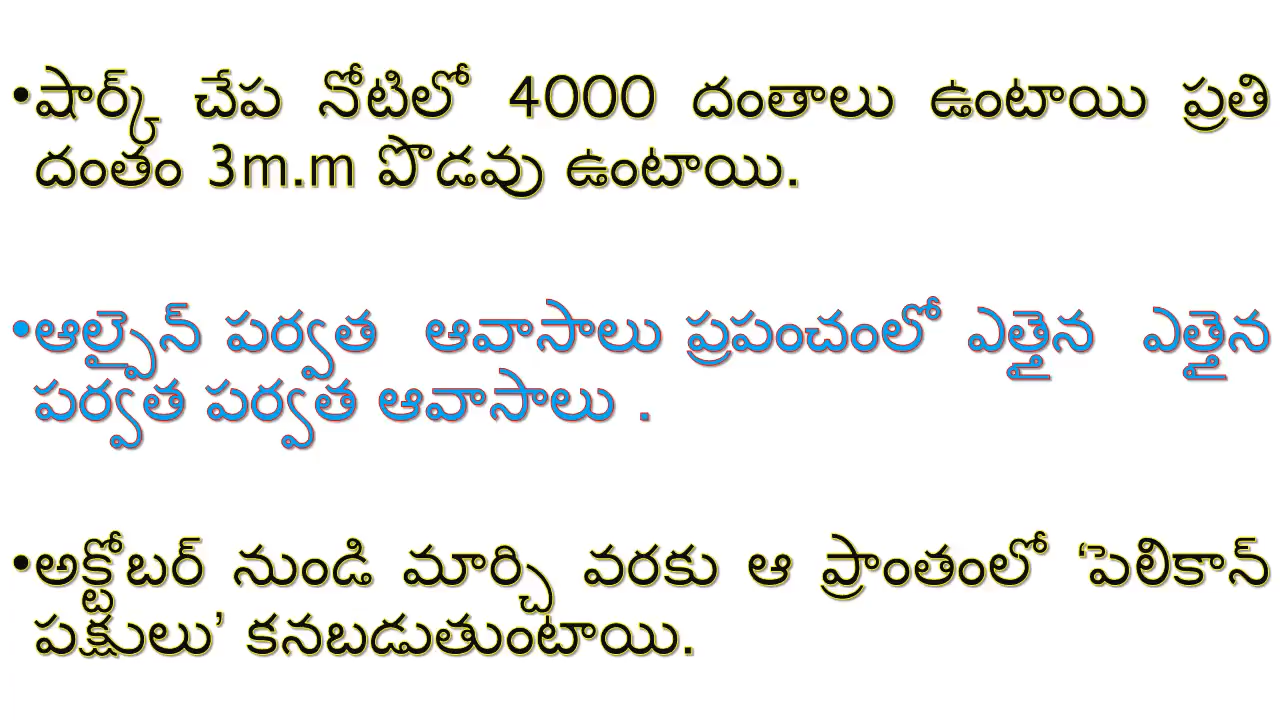 •షార్క్ చేప నోటిలో 4000 దంతాలు ఉంటాయి ప్రతి
దంతం 3m.m పొడవు ఉంటాయి.
•ఆల్ఫైన్ పర్వత ఆవాసాలు ప్రపంచంలో ఎత్తైన ఎత్తైన
పర్వత పర్వత ఆవాసాలు .
•అక్టోబర్ నుండి మార్చి వరకు ఆ ప్రాంతంలో ‘పెలికాన్
పక్షులు’ కనబడుతుంటాయి.